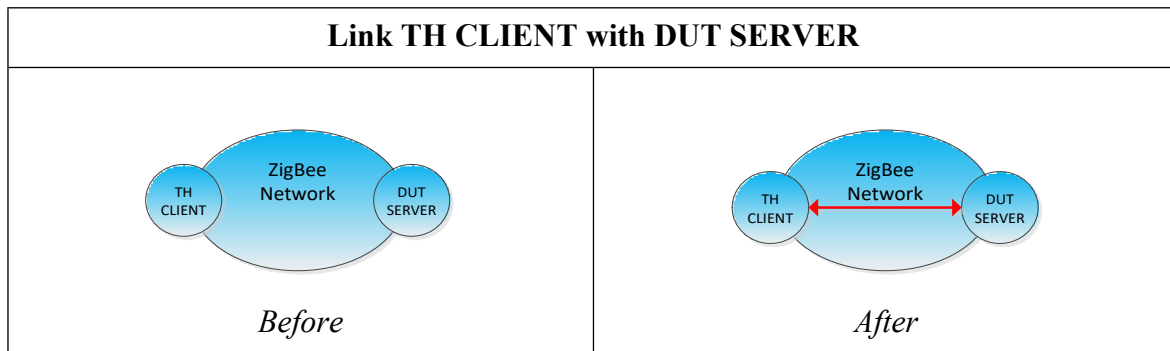 Link TH CLIENT with DUT SERVER
ZigBee
Network
TH
CLIENT
DUT
SERVER
Before
ZigBee
Network
TH
CLIENT
DUT
SERVER
After